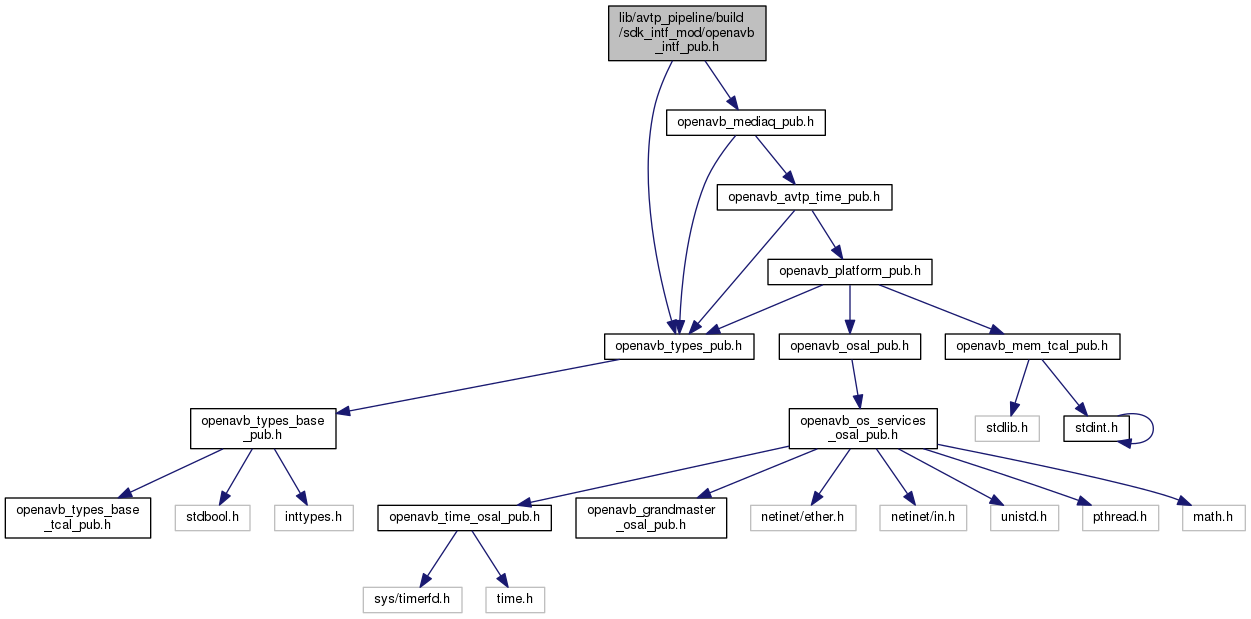 lib/avtp_pipeline/build
/sdk_intf_mod/openavb
_intf_pub.h
openavb_mediaq_pub.h
openavb_avtp_time_pub.h
openavb_platform_pub.h
openavb_types_pub.h
openavb_osal_pub.h
openavb_mem_tcal_pub.h
openavb_types_base
_pub.h
openavb_os_services
_osal_pub.h
stdlib.h
stdint.h
openavb_types_base
_tcal_pub.h
stdbool.h
inttypes.h
openavb_time_osal_pub.h
openavb_grandmaster
_osal_pub.h
netinet/ether.h
netinet/in.h
unistd.h
pthread.h
math.h
sys/timerfd.h
time.h